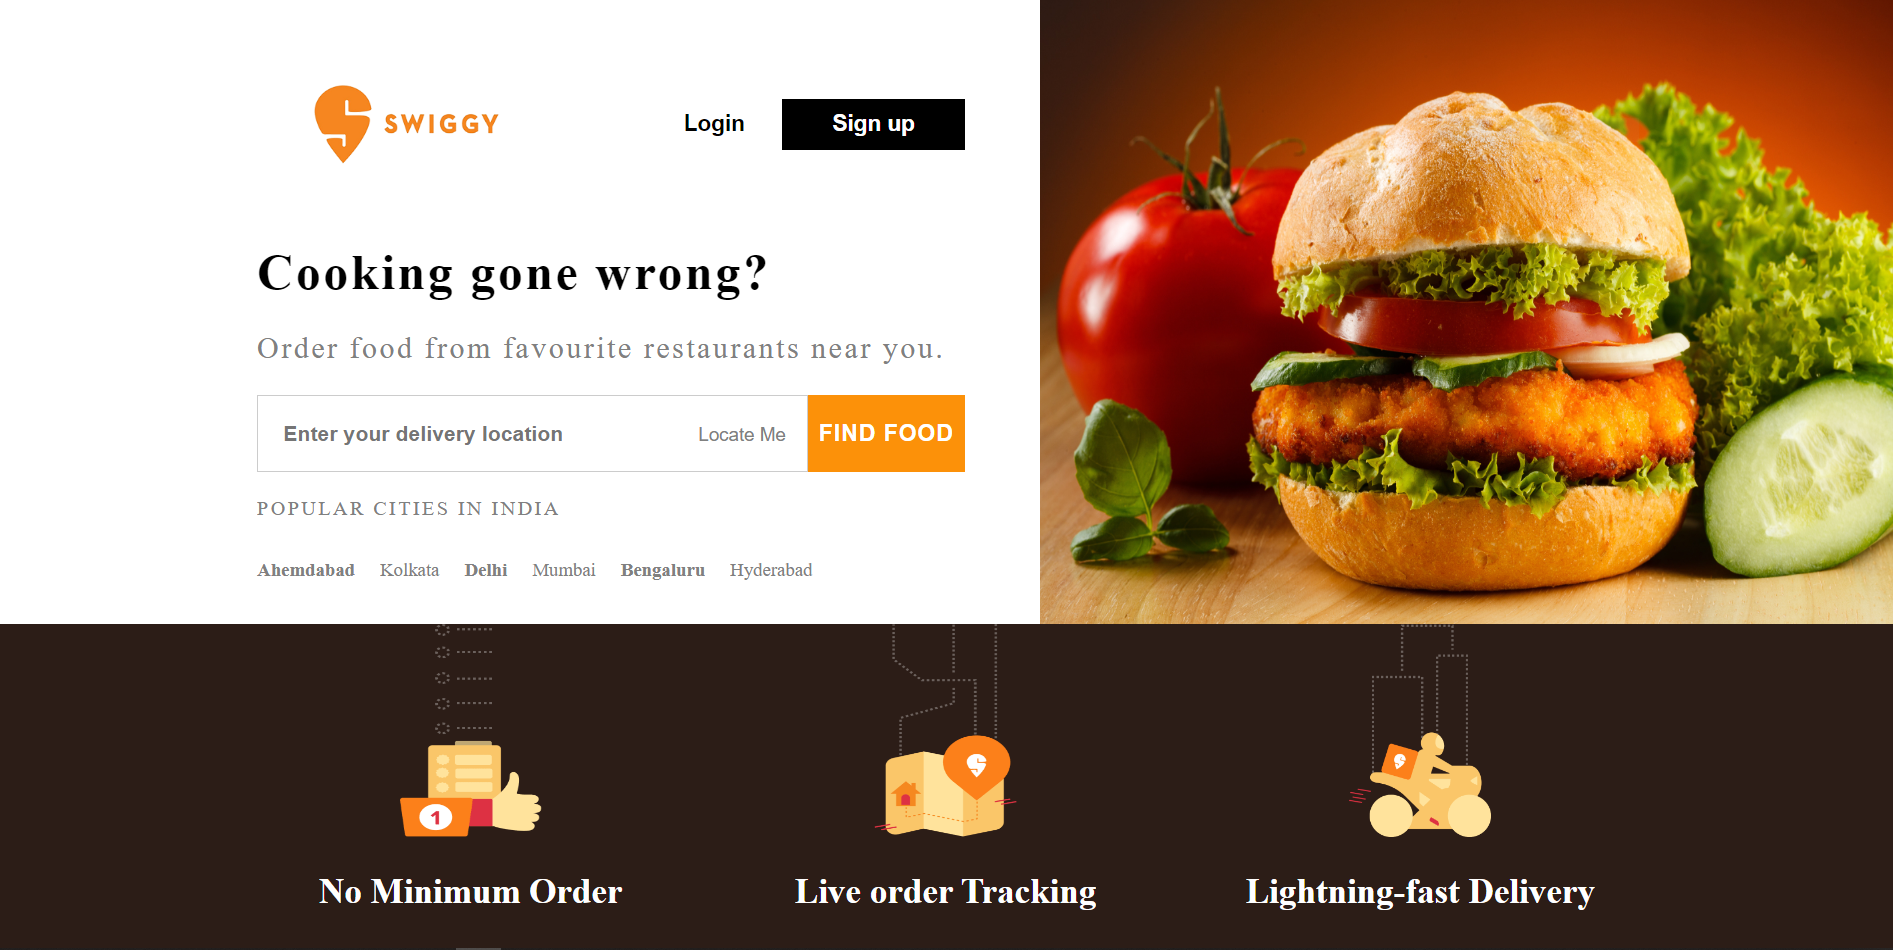 SWIGGY
Login
Sign up
Cooking gone wrong?
Order food from favourite restaurants near you.
Enter your delivery location
Locate Me
FIND FOOD
POPULAR CITIES IN INDIA
Ahemdabad Kolkata Delhi Mumbai Bengaluru Hyderabad
1
No Minimum Order
Live order Tracking
Lightning-fast Delivery